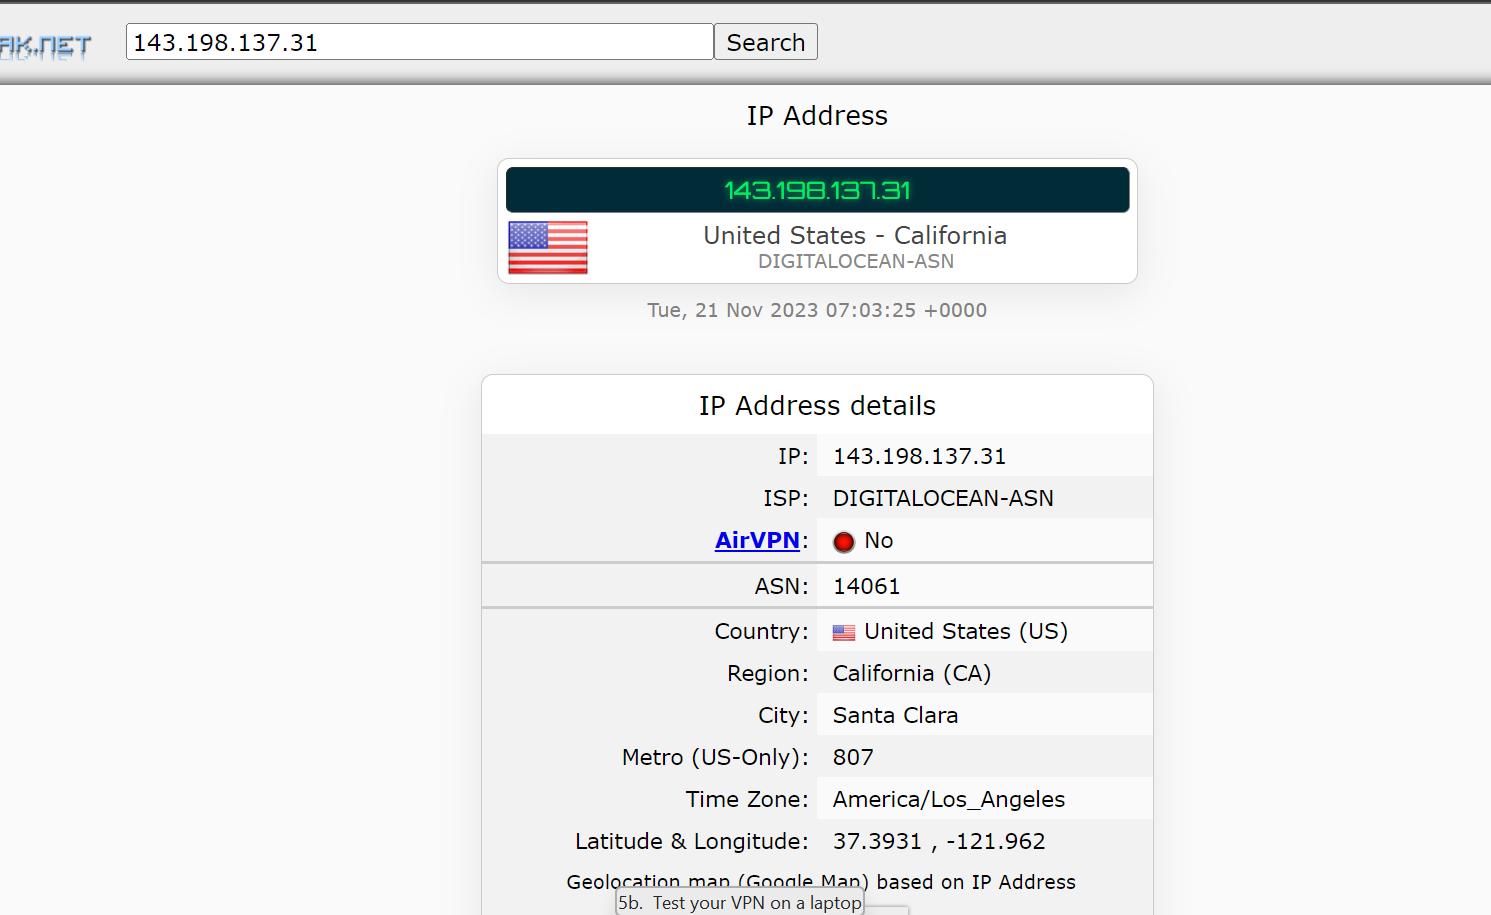 AK.NET
143.198.137.31 Search
IP Address
143.198.137.31
United States - California
DIGITALOCEAN-ASN
Tue, 21 Nov 2023 07:03:25 +0000
IP Address details
IP: 143.198.137.31
ISP: DIGITALOCEAN-ASN
AirVPN: No
ASN: 14061
Country: United States (US)
Region: California (CA)
City: Santa Clara
Metro (US-Only): 807
Time Zone: America/Los_Angeles
Latitude & Longitude: 37.3931 , -121.962
Geolocation map (Google Map) based on IP Address
5b. Test your VPN on a laptop